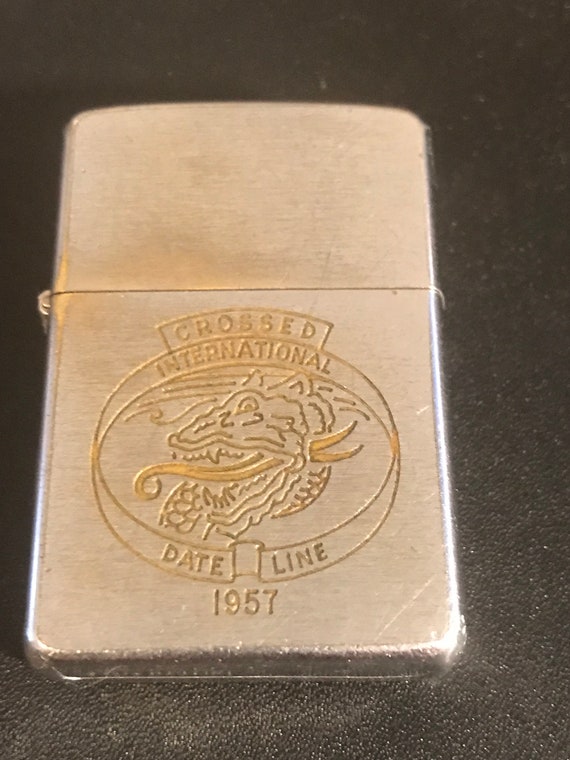 CROSSED
INTERNATIONAL
DATE LINE
1957